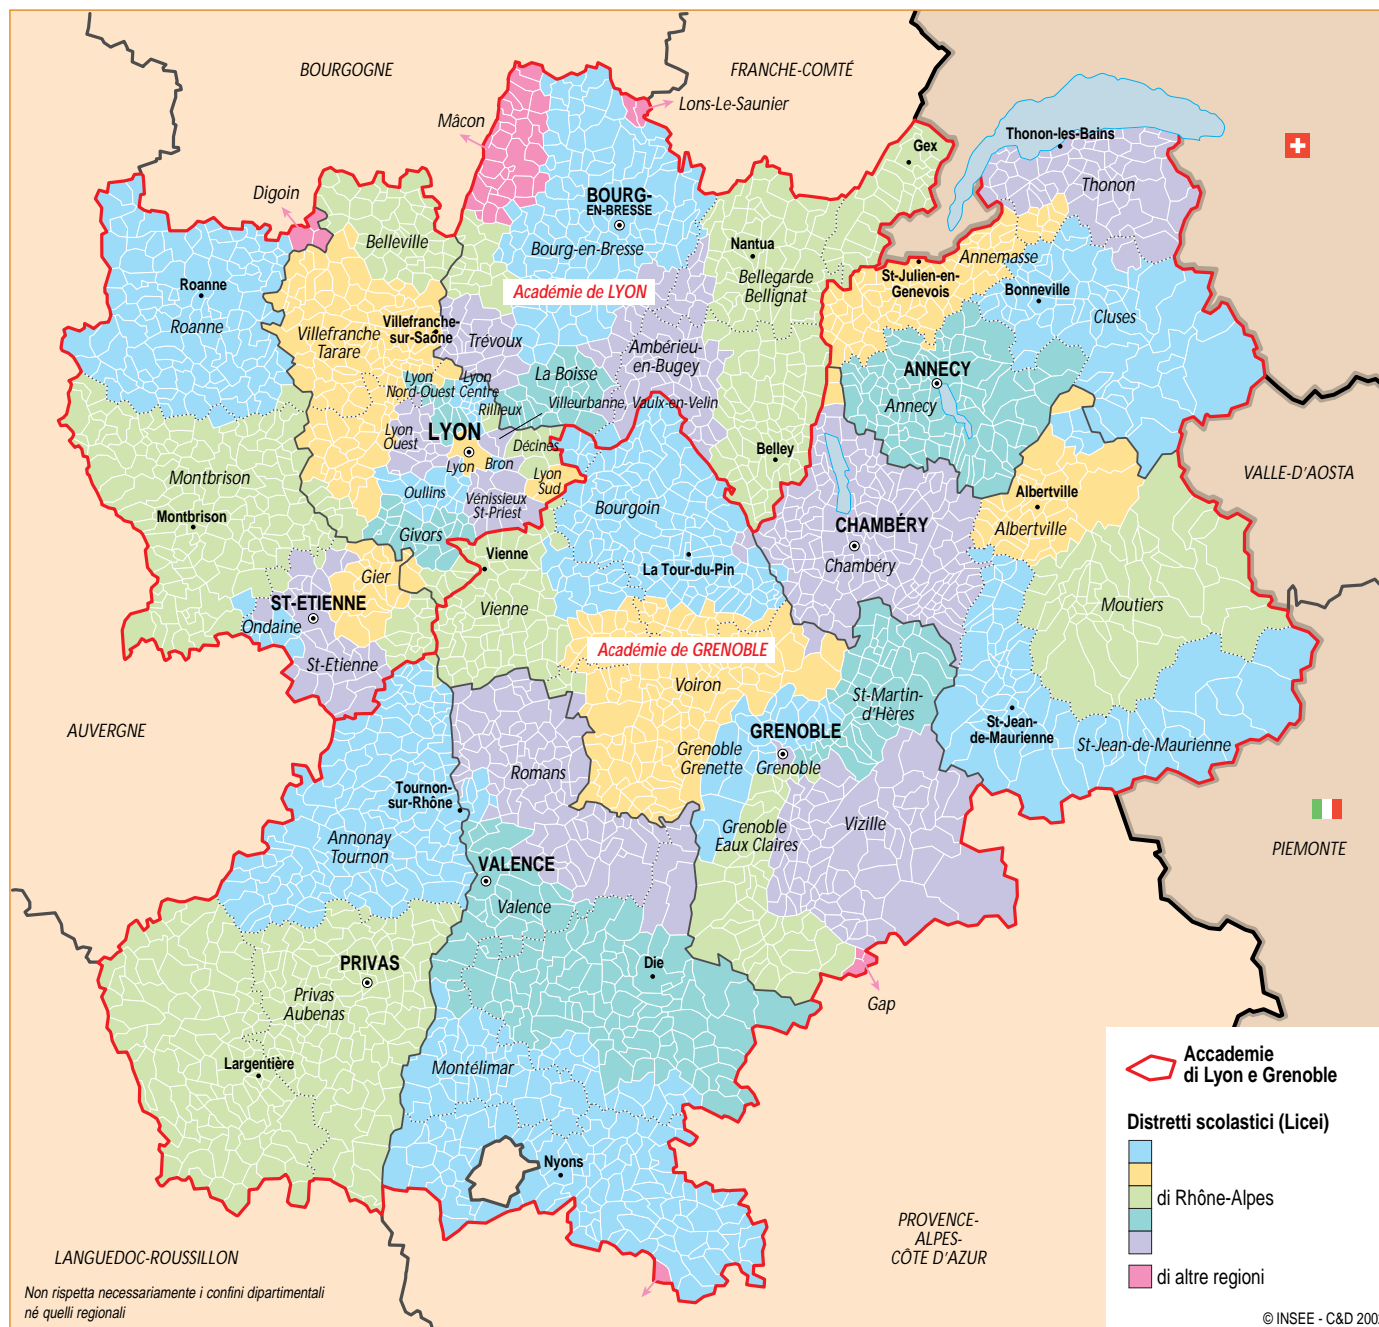 BOURGOGNE
FRANCHE-COMTÉ
Lons-Le-Saunier
Mâcon
Digoin
Gex
Thonon-les-Bains
Thonon
Belleville
BOURG-
EN-BRESSE
Bourg-en-Bresse
Nantua
Bellegarde
Bellignat
Annemasse
St-Julien-en-
Genevois
Bonneville
Cluses
Roanne
Roanne
Académie de LYON
Villefranche-
sur-Saône
Villefranche
Tarare
Trévoux
Ambérieu-
en-Bugey
La Boisse
ANNECY
Annecy
Lyon
Nord-Ouest
Lyon
Centre
Rillieux
Villeurbanne, Vaulx-en-Velin
Lyon
Ouest
LYON
Lyon
Bron
Décines
Lyon
Sud
Belley
Oullins
Vénissieux
St-Priest
Givors
Montbrison
Montbrison
Bourgoin
La Tour-du-Pin
CHAMBÉRY
Chambéry
Albertville
Albertville
VALLE-D'AOSTA
Moutiers
Vienne
Vienne
Gier
ST-ETIENNE
Ondaine
St-Etienne
Académie de GRENOBLE
Voiron
St-Martin-
d'Hères
St-Jean-
de-Maurienne
St-Jean-de-Maurienne
AUVERGNE
GRENOBLE
Grenoble
Grenoble
Grenette
Romans
Tournon-
sur-Rhône
Annonay
Tournon
Grenoble
Eaux Claires
Vizille
PIEMONTE
VALENCE
Valence
PRIVAS
Privas
Aubenas
Die
Gap
Largentière
Montélimar
Nyons
PROVENCE-
ALPES-
CÔTE D'AZUR
LANGUEDOC-ROUSSILLON
Non rispetta necessariamente i confini dipartimentali
né quelli regionali
Accademie
di Lyon e Grenoble
Distretti scolastici (Licei)
di Rhône-Alpes
di altre regioni
© INSEE - C&D 2002